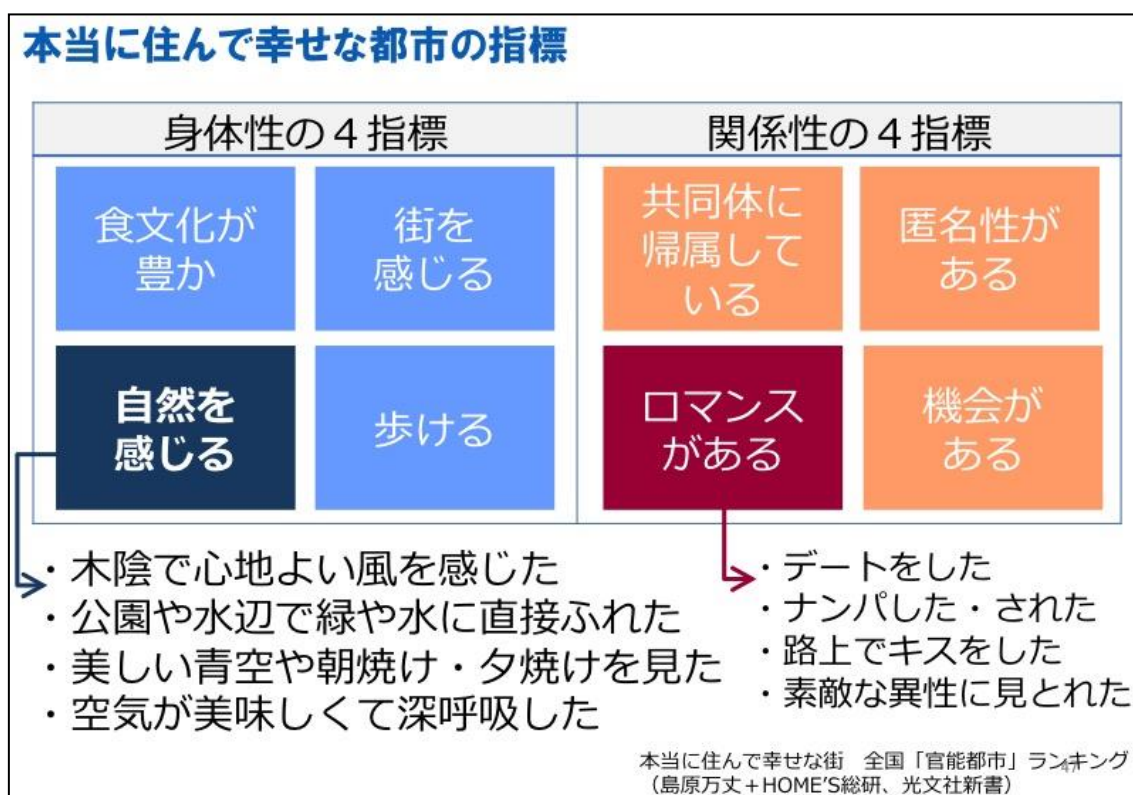 本当に住んで幸せな都市の指標
身体性の４指標
食文化が
豊か
街を
感じる
自然を
感じる
歩ける
関係性の４指標
共同体に
帰属して
いる
匿名性が
ある
ロマンス
がある
機会が
ある
・木陰で心地よい風を感じた
・公園や水辺で緑や水に直接ふれた
・美しい青空や朝焼け・夕焼けを見た
・空気が美味しくて深呼吸した
・デートをした
・ナンパした・された
・路上でキスをした
・素敵な異性に見とれた
本当に住んで幸せな街　全国「官能都市」ランキング
（島原万丈＋HOME'S総研、光文社新書）
47